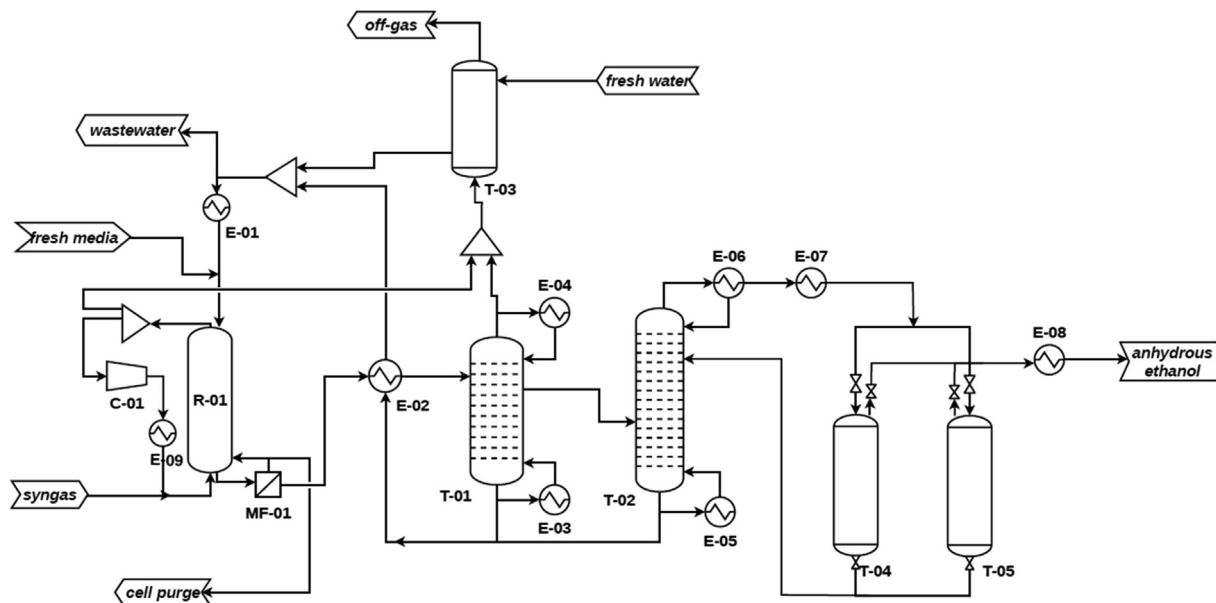 off-gas
fresh water
wastewater
T-03
E-01
fresh media
E-06
E-07
E-04
E-08
anhydrous
ethanol
C-01
R-01
E-02
E-09
syngas
MF-01
T-01
E-03
T-02
E-05
T-04
T-05
cell purge